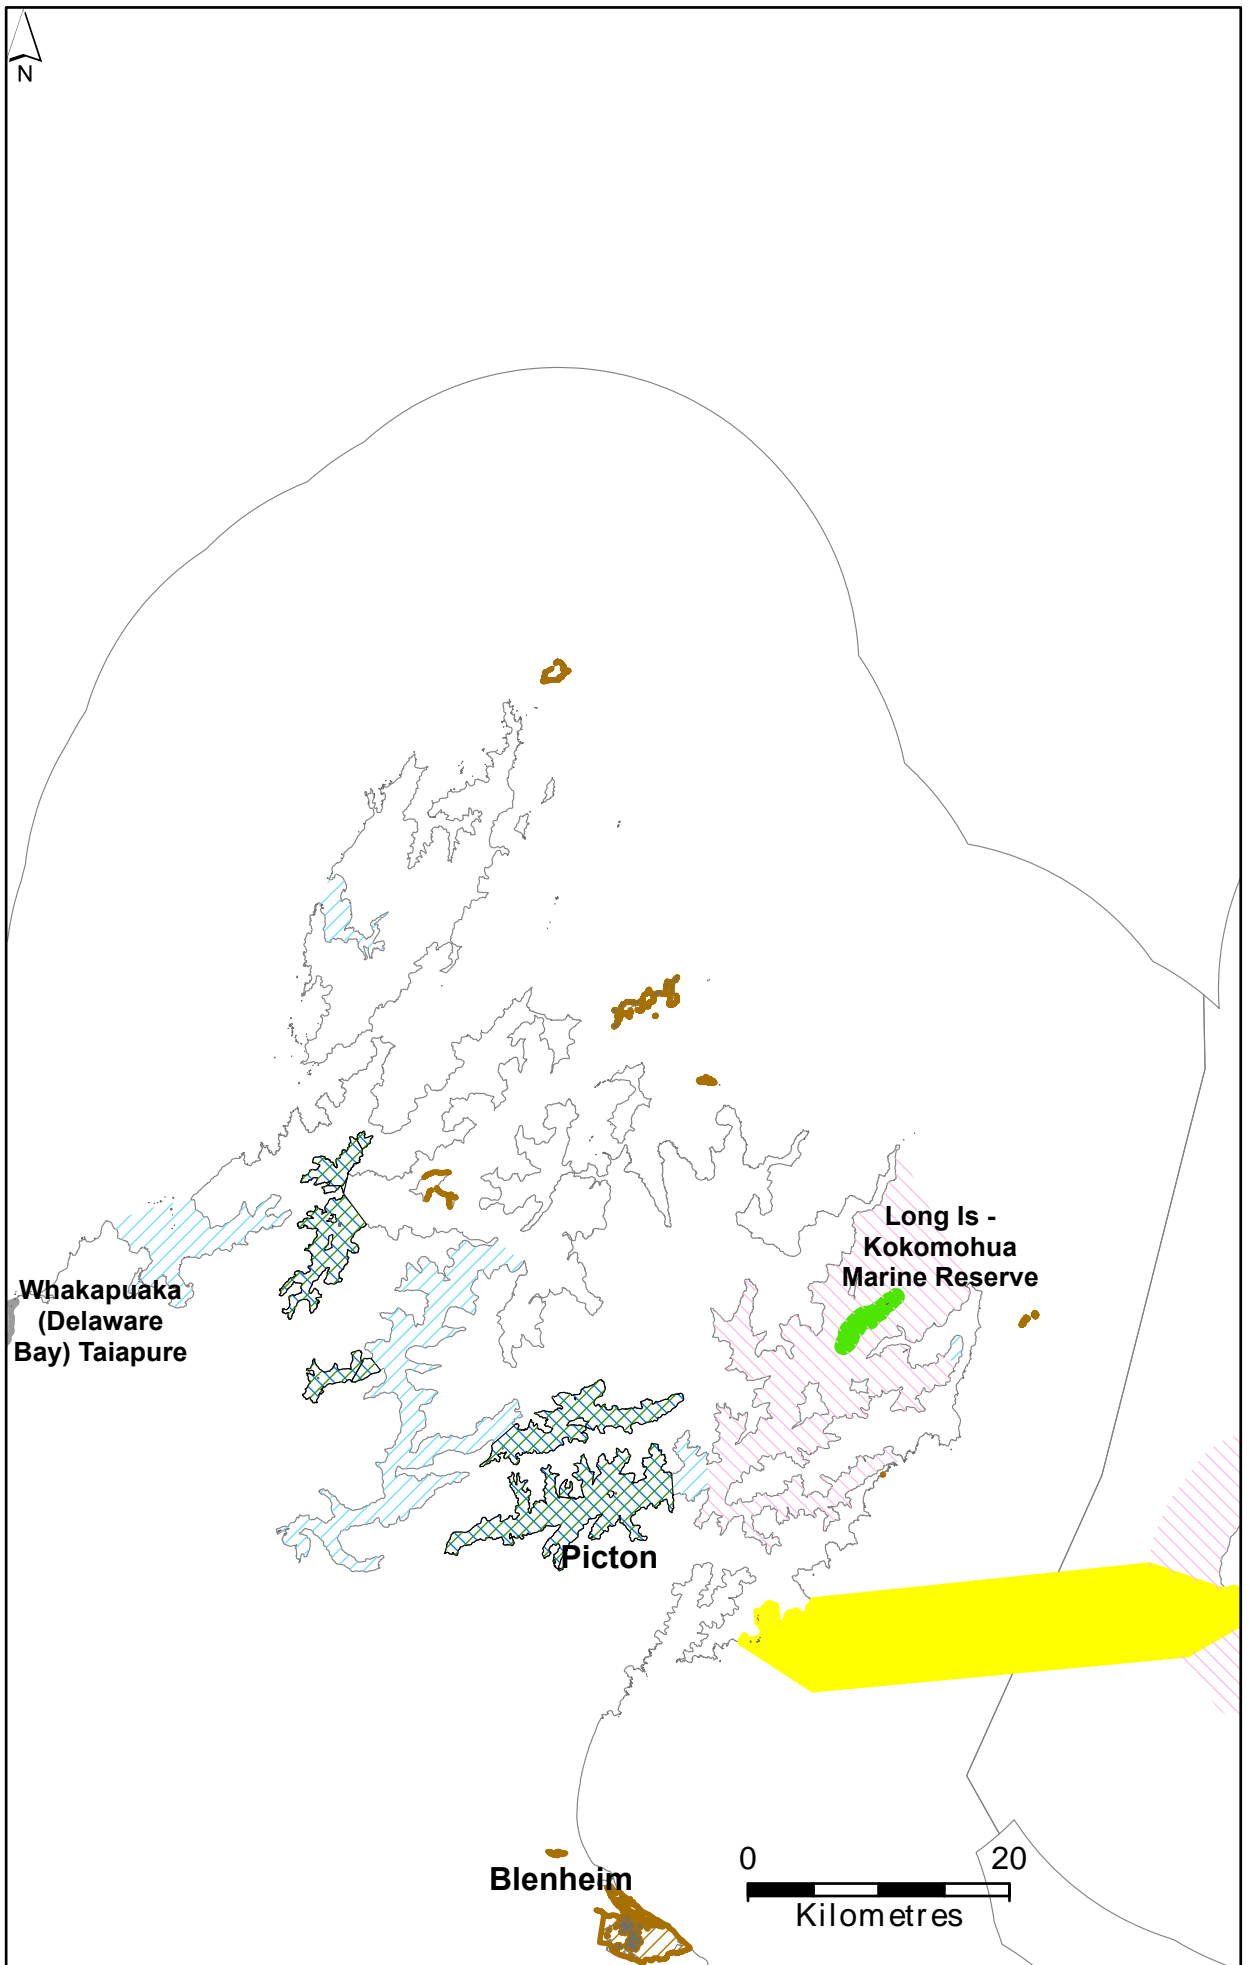 N
Long Is -
Kokomohua
Marine Reserve
Whakapuaka
(Delaware
Bay) Taiapure
Picton
Blenheim
0 20
Kilometres